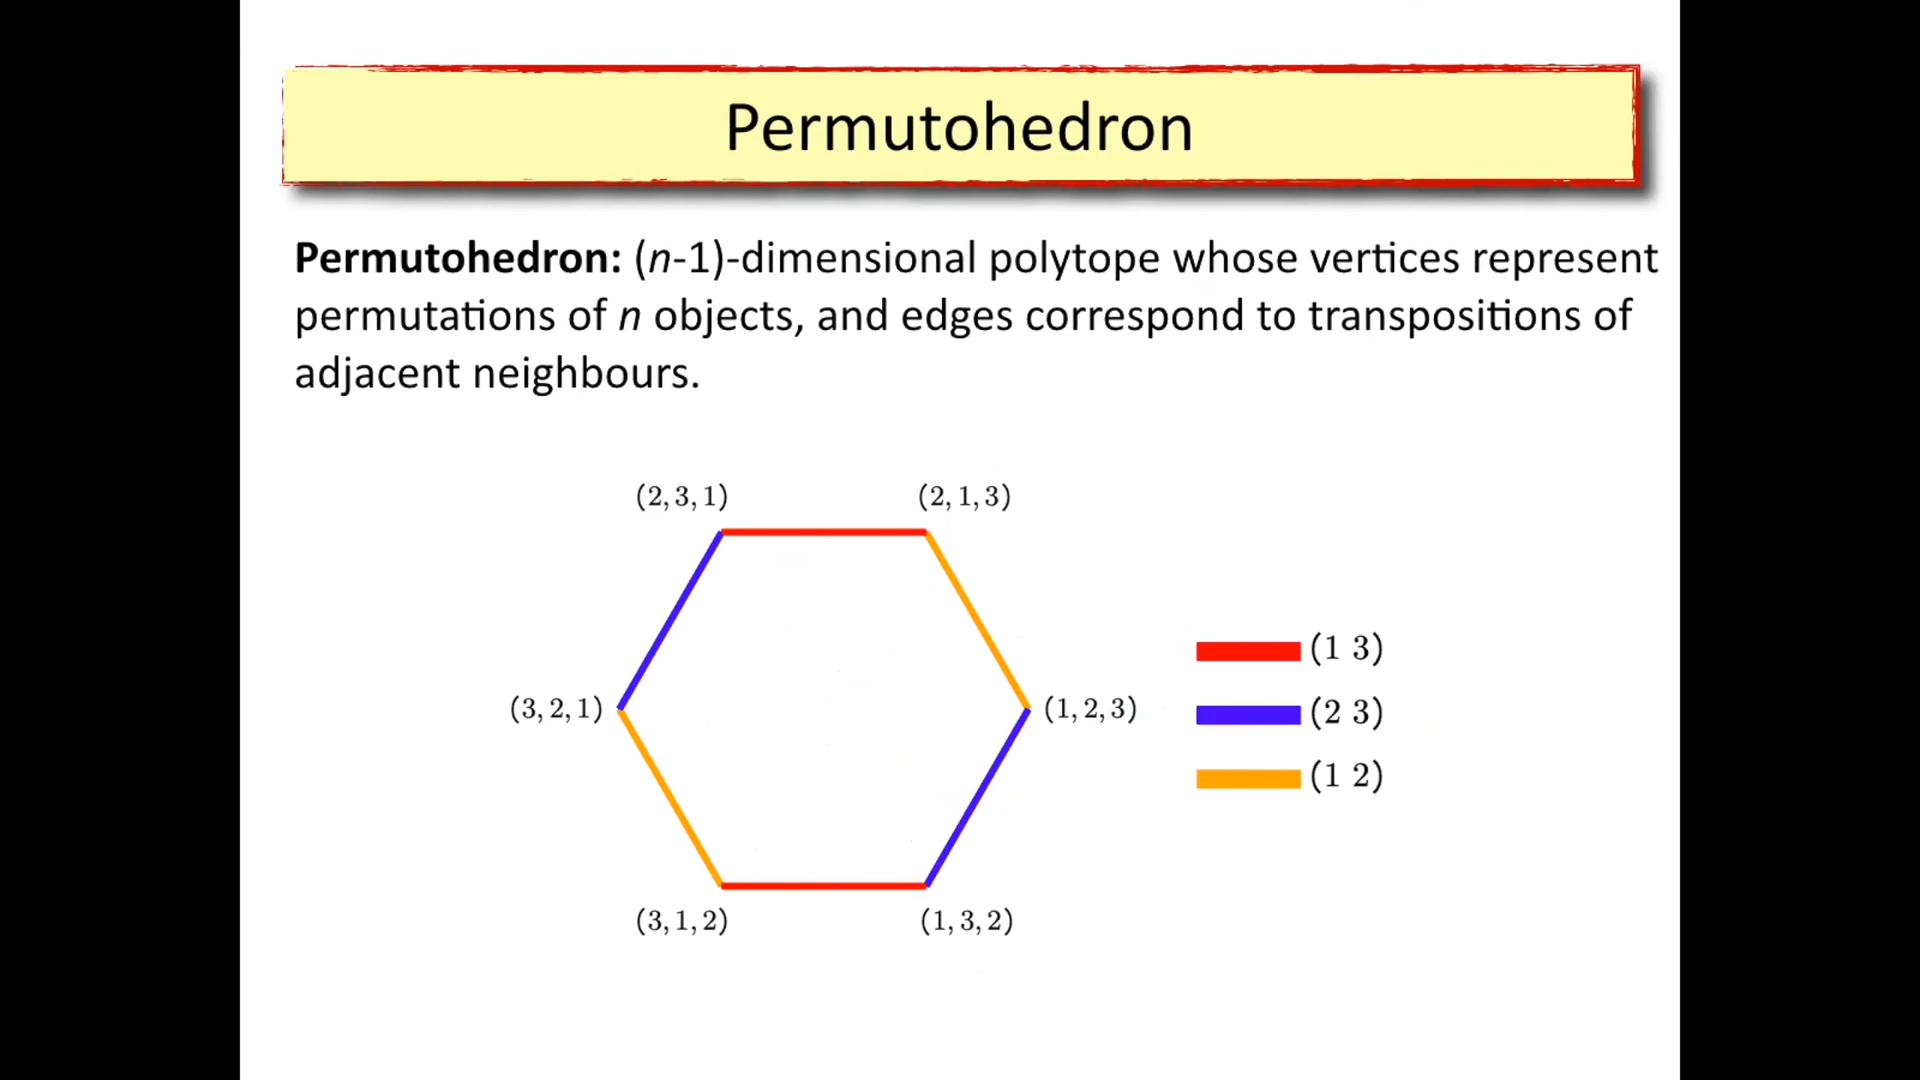 Permutohedron
Permutohedron: (n-1)-dimensional polytope whose vertices represent
permutations of n objects, and edges correspond to transpositions of
adjacent neighbours.
(2, 3, 1)
(2, 1, 3)
(3, 2, 1)
(1, 2, 3)
(3, 1, 2)
(1, 3, 2)
(1 3)
(2 3)
(1 2)